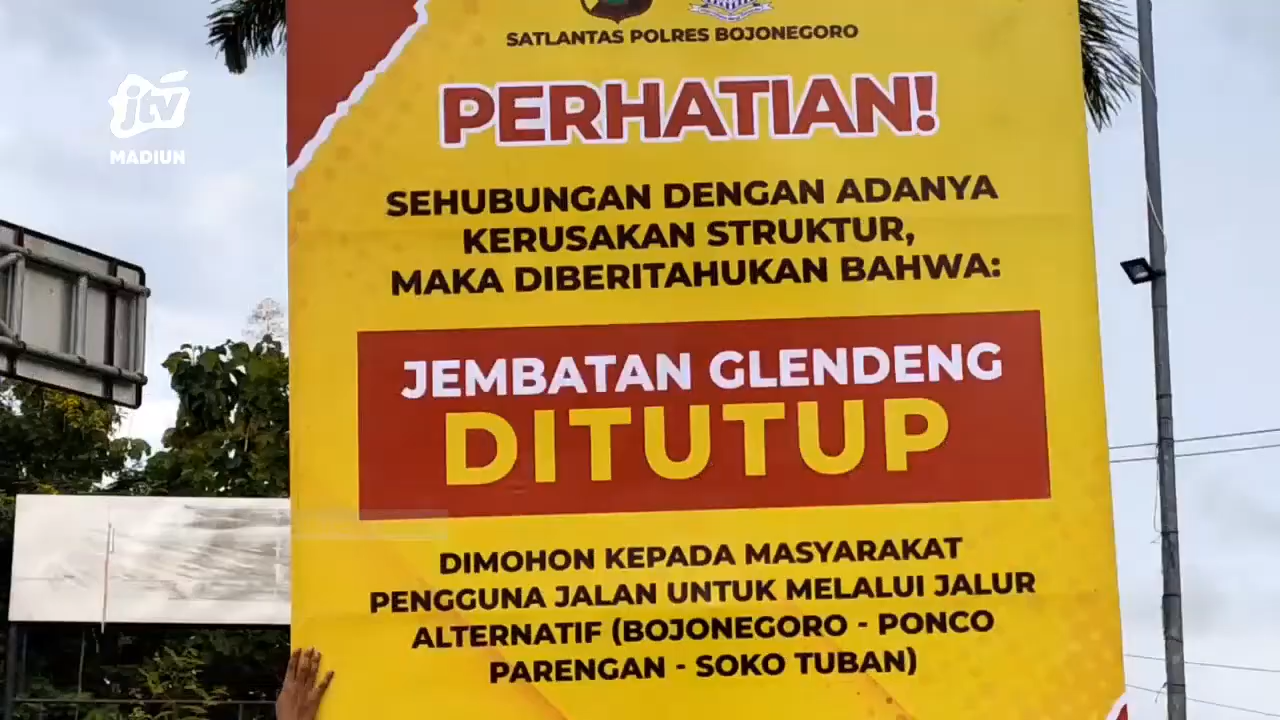 SATLANTAS POLRES BOJONEGORO
jtv
MADIUN
PERHATIAN!
SEHUBUNGAN DENGAN ADANYA
KERUSAKAN STRUKTUR,
MAKA DIBERITAHUKAN BAHWA:
JEMBATAN GLENDENG
DITUTUP
DIMOHON KEPADA MASYARAKAT
PENGGUNA JALAN UNTUK MELALUI JALUR
ALTERNATIF (BOJONEGORO - PONCO
PARENGAN - SOKO TUBAN)